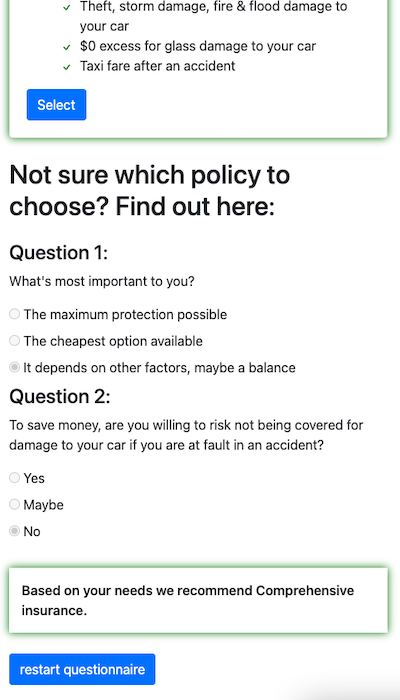 Theft, storm damage, fire & flood damage to
your car
$0 excess for glass damage to your car
Taxi fare after an accident
Select
Not sure which policy to
choose? Find out here:
Question 1:
What's most important to you?
The maximum protection possible
The cheapest option available
It depends on other factors, maybe a balance
Question 2:
To save money, are you willing to risk not being covered for
damage to your car if you are at fault in an accident?
Yes
Maybe
No
Based on your needs we recommend Comprehensive
insurance.
restart questionnaire